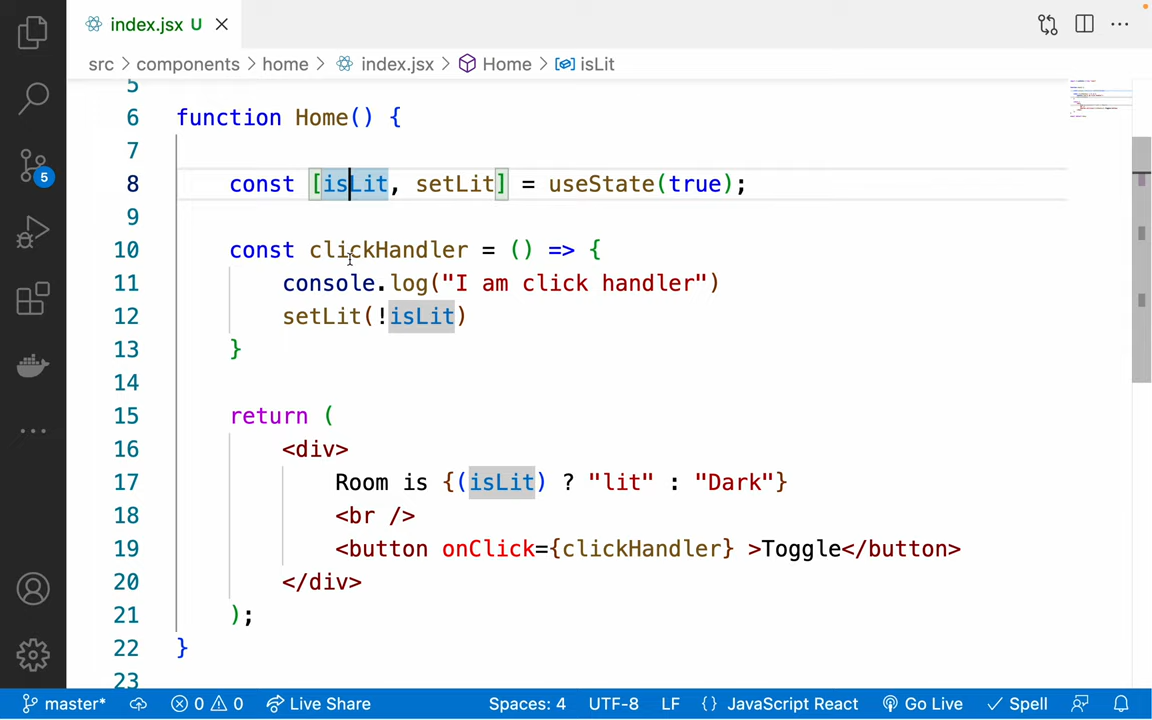 index.jsx U
src > components > home > index.jsx > Home > isLit
5
6 function Home() {
7
8 const [isLit, setLit] = useState(true);
9
10 const clickHandler = () => {
11 console.log("I am click handler")
12 setLit(!isLit)
13 }
14
15 return (
16 <div>
17 Room is {(isLit) ? "lit" : "Dark"}
18 <br />
19 <button onClick={clickHandler} >Toggle</button>
20 </div>
21 );
22 }
23
5
master* 0 0 Live Share Spaces: 4 UTF-8 LF {} JavaScript React Go Live Spell